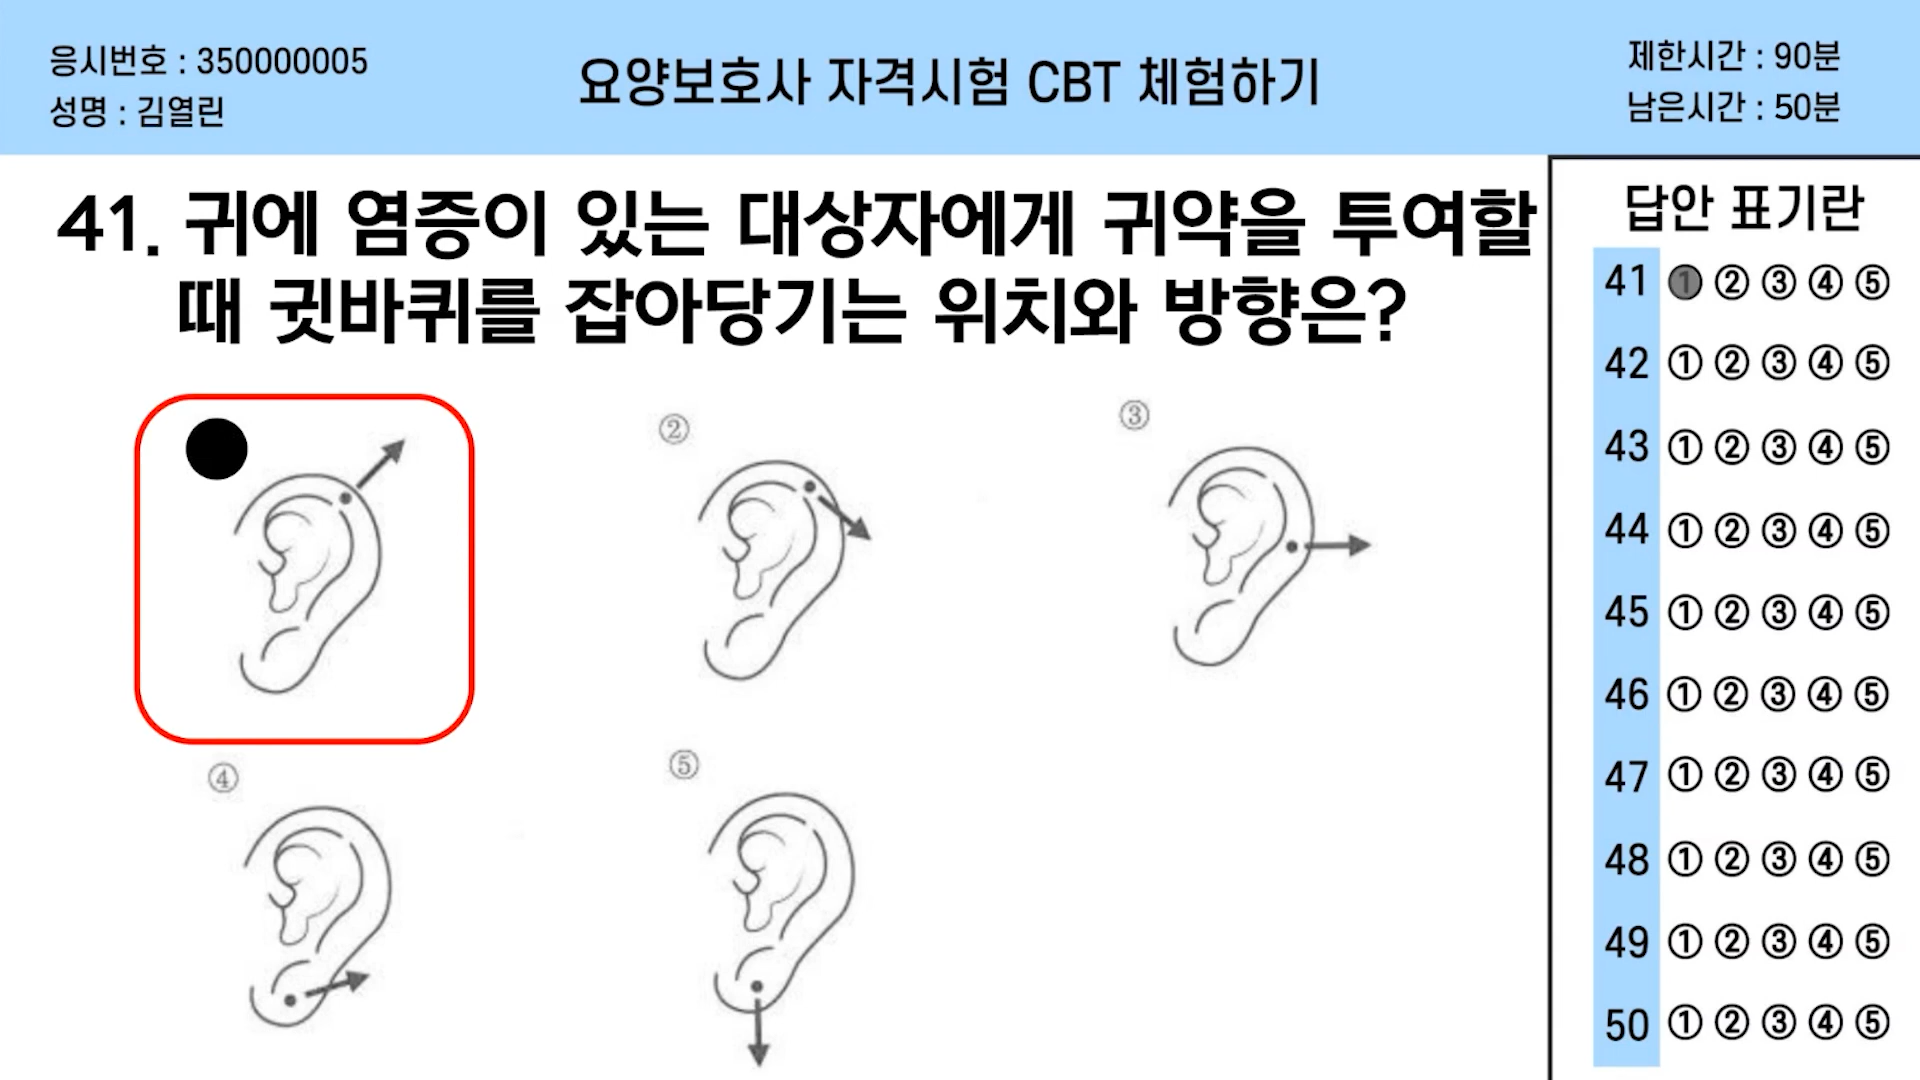 응시번호 : 350000005
성명 : 김열린
요양보호사 자격시험 CBT 체험하기
제한시간 : 90분
남은시간 : 50분
41. 귀에 염증이 있는 대상자에게 귀약을 투여할
때 귓바퀴를 잡아당기는 위치와 방향은?
②
③
④
⑤
답안 표기란
41 ① ② ③ ④ ⑤
42 ① ② ③ ④ ⑤
43 ① ② ③ ④ ⑤
44 ① ② ③ ④ ⑤
45 ① ② ③ ④ ⑤
46 ① ② ③ ④ ⑤
47 ① ② ③ ④ ⑤
48 ① ② ③ ④ ⑤
49 ① ② ③ ④ ⑤
50 ① ② ③ ④ ⑤